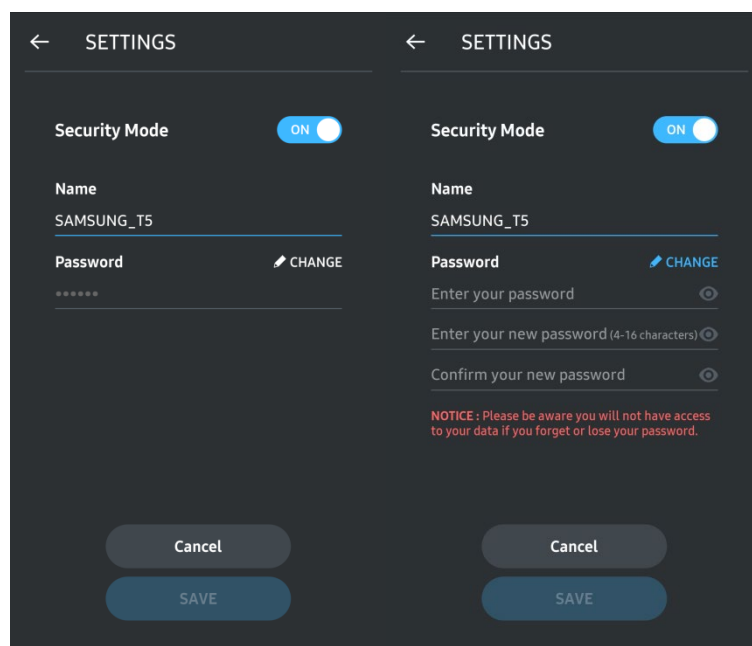 SETTINGS
Security Mode
ON
Name
SAMSUNG_T5
Password
CHANGE
••••••
Cancel
SAVE
SETTINGS
Security Mode
ON
Name
SAMSUNG_T5
Password
CHANGE
Enter your password
Enter your new password (4-16 characters)
Confirm your new password
NOTICE : Please be aware you will not have access
to your data if you forget or lose your password.
Cancel
SAVE